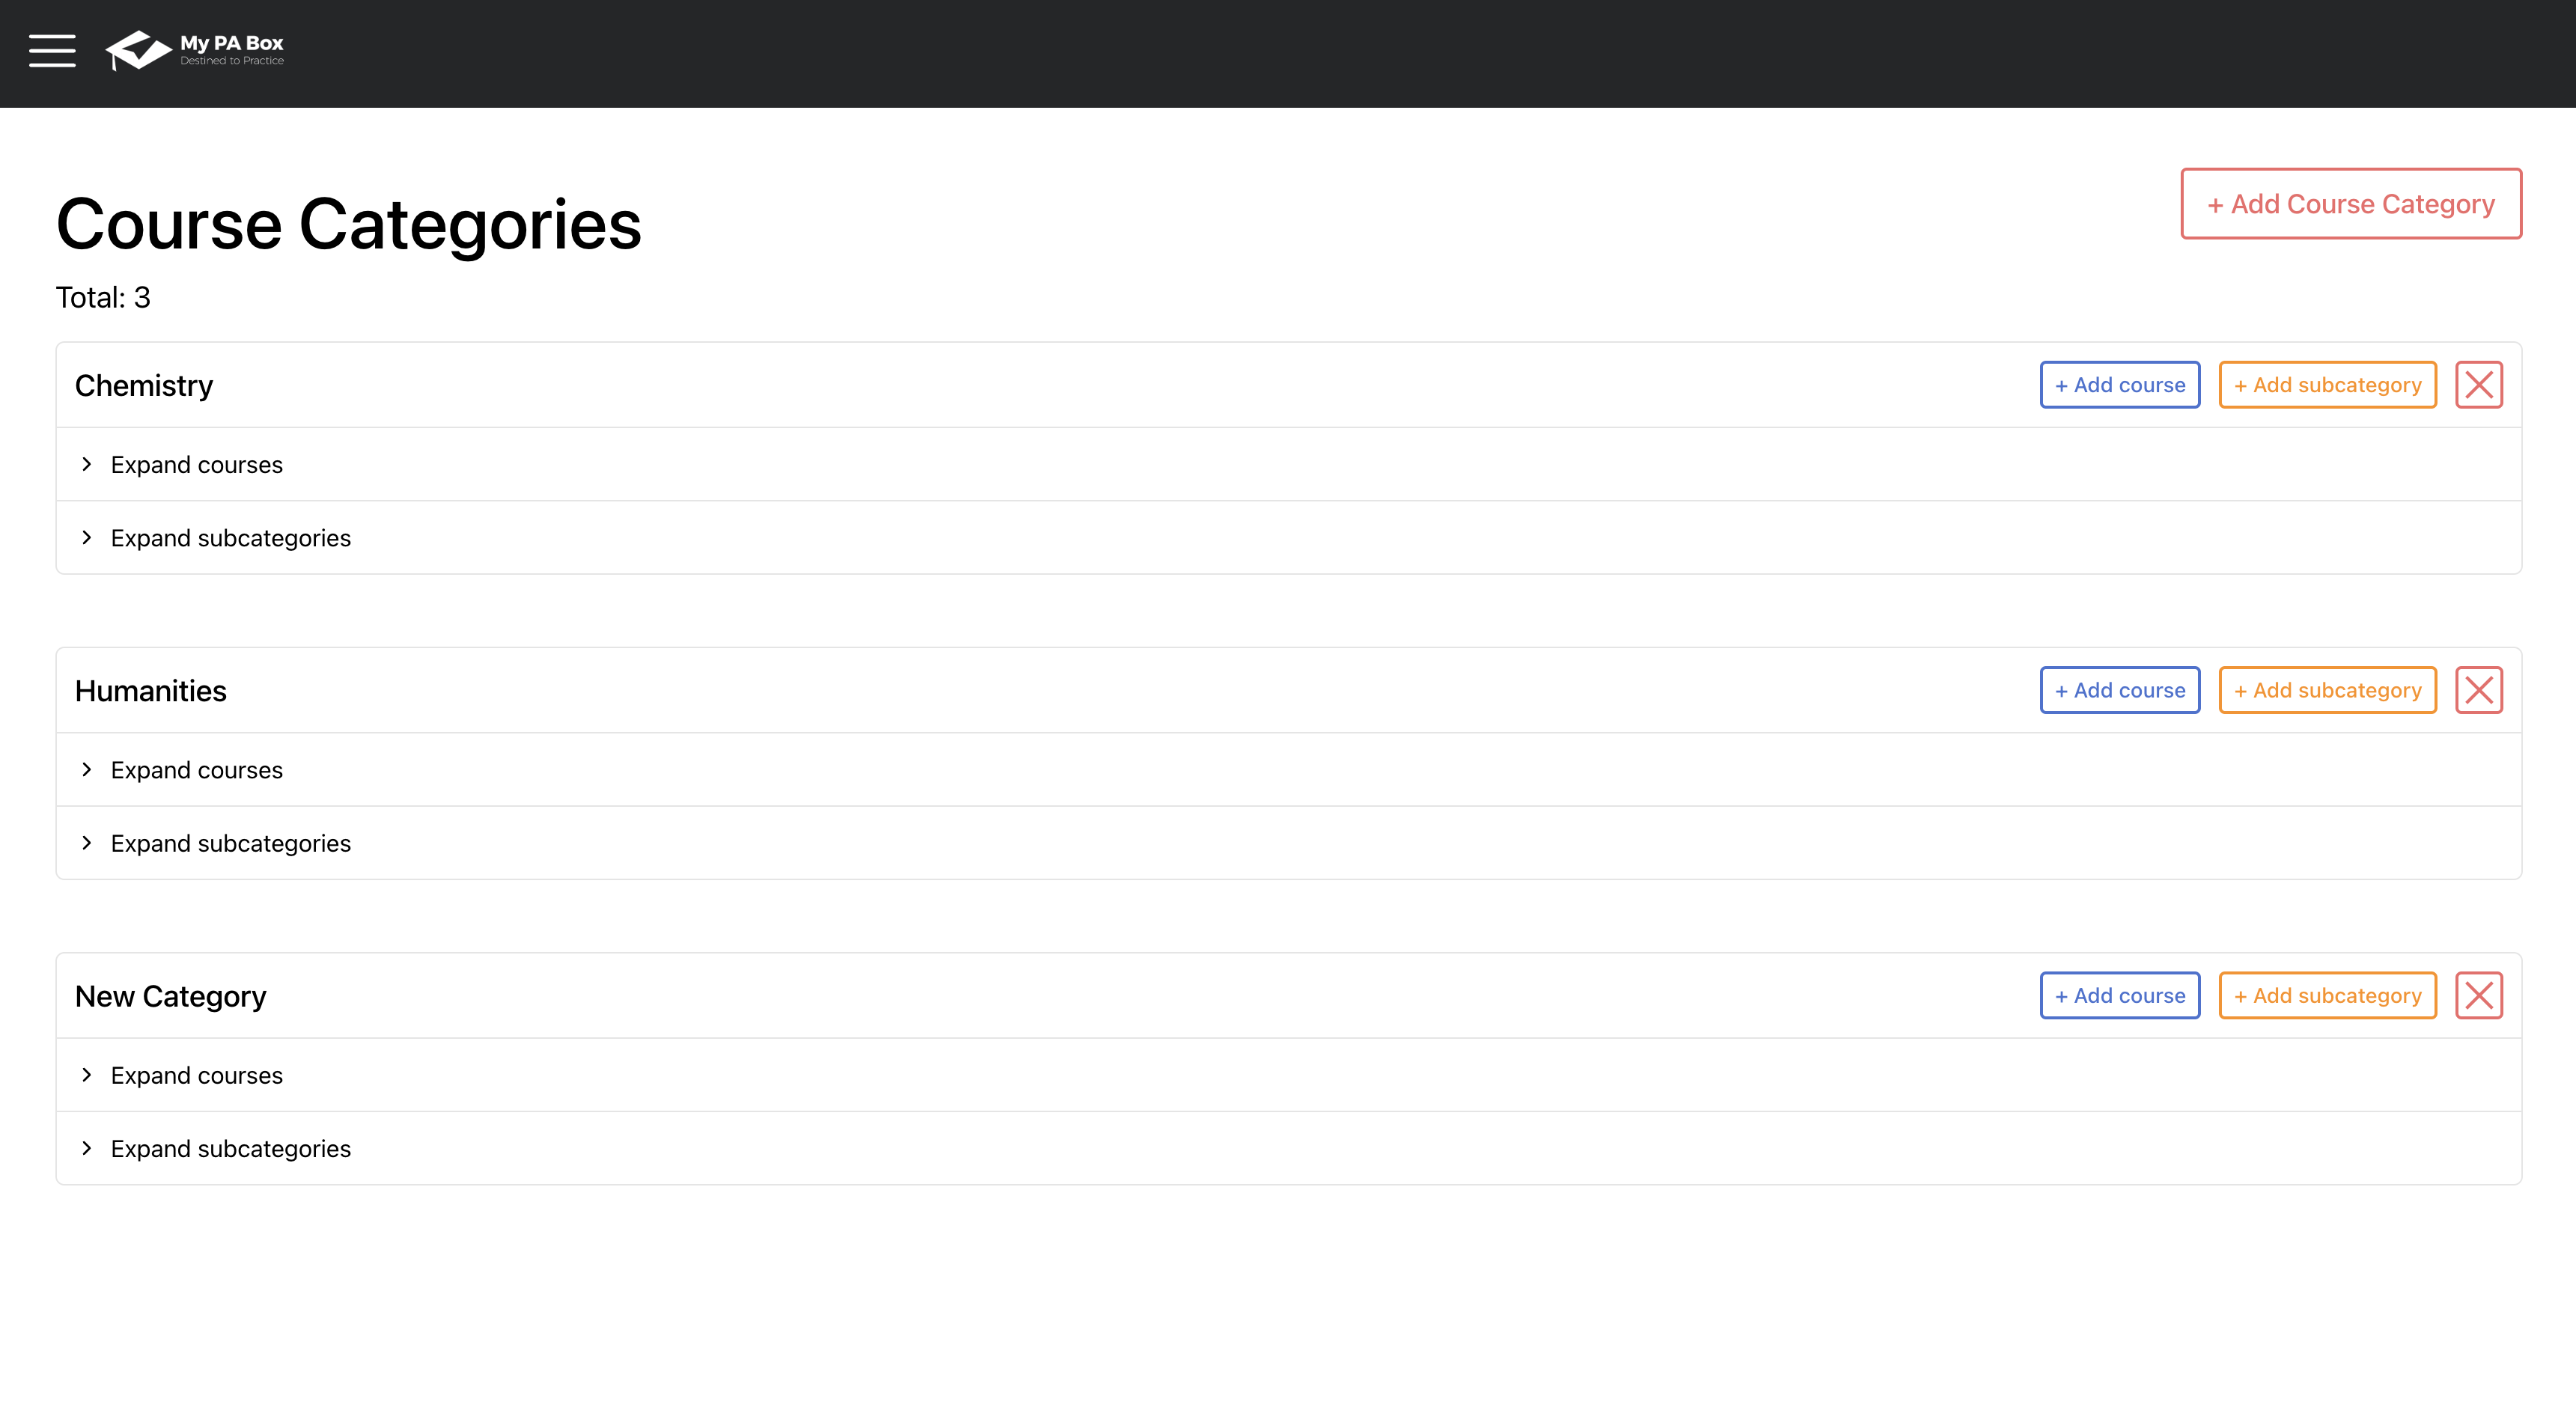 My PA Box
Destined to Practice
Course Categories
+ Add Course Category
Total: 3
Chemistry
+ Add course
+ Add subcategory
Expand courses
Expand subcategories
Humanities
+ Add course
+ Add subcategory
Expand courses
Expand subcategories
New Category
+ Add course
+ Add subcategory
Expand courses
Expand subcategories